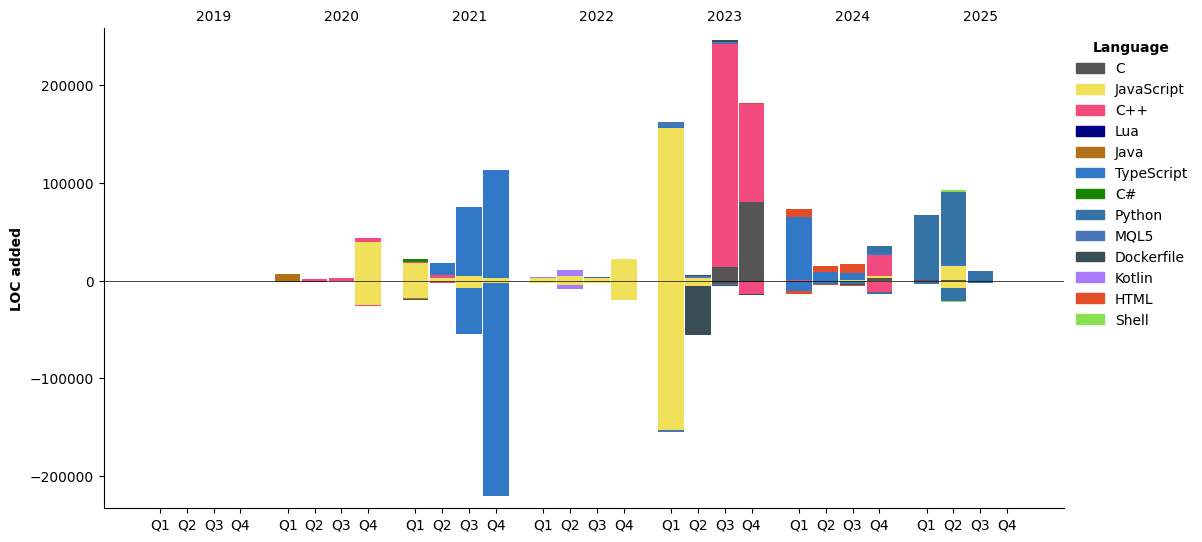 2019 2020 2021 2022 2023 2024 2025
Language
C
JavaScript
C++
Lua
Java
TypeScript
C#
Python
MQL5
Dockerfile
Kotlin
HTML
Shell
LOC added
200000
100000
0
−100000
−200000
Q1 Q2 Q3 Q4 Q1 Q2 Q3 Q4 Q1 Q2 Q3 Q4 Q1 Q2 Q3 Q4 Q1 Q2 Q3 Q4 Q1 Q2 Q3 Q4 Q1 Q2 Q3 Q4